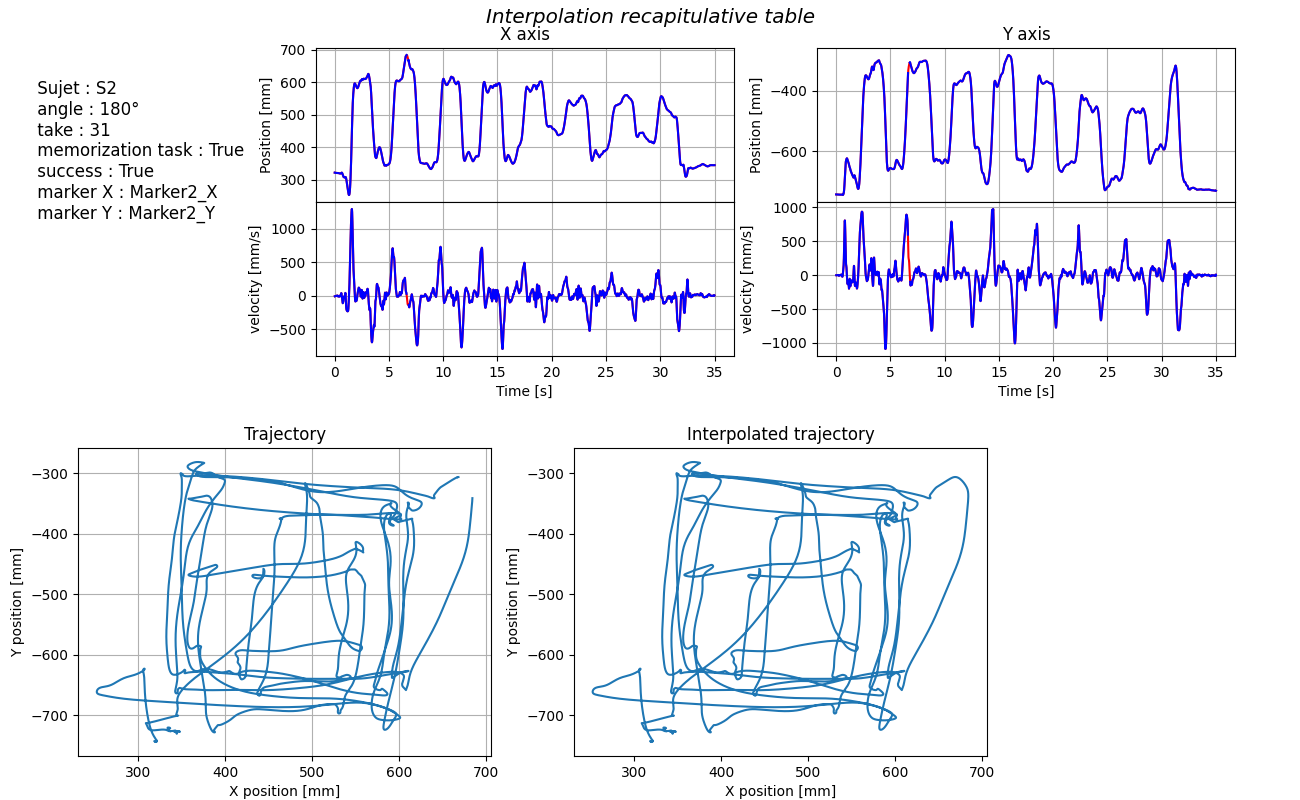 Interpolation recapitulative table
Sujet : S2
angle : 180°
take : 31
memorization task : True
success : True
marker X : Marker2_X
marker Y : Marker2_Y
X axis
Position [mm]
700
600
500
400
300
velocity [mm/s]
1000
500
0
−500
0 5 10 15 20 25 30 35
Time [s]
Y axis
Position [mm]
−400
−600
velocity [mm/s]
1000
500
0
−500
−1000
0 5 10 15 20 25 30 35
Time [s]
Trajectory
Y position [mm]
−300
−400
−500
−600
−700
300 400 500 600 700
X position [mm]
Interpolated trajectory
Y position [mm]
−300
−400
−500
−600
−700
300 400 500 600 700
X position [mm]